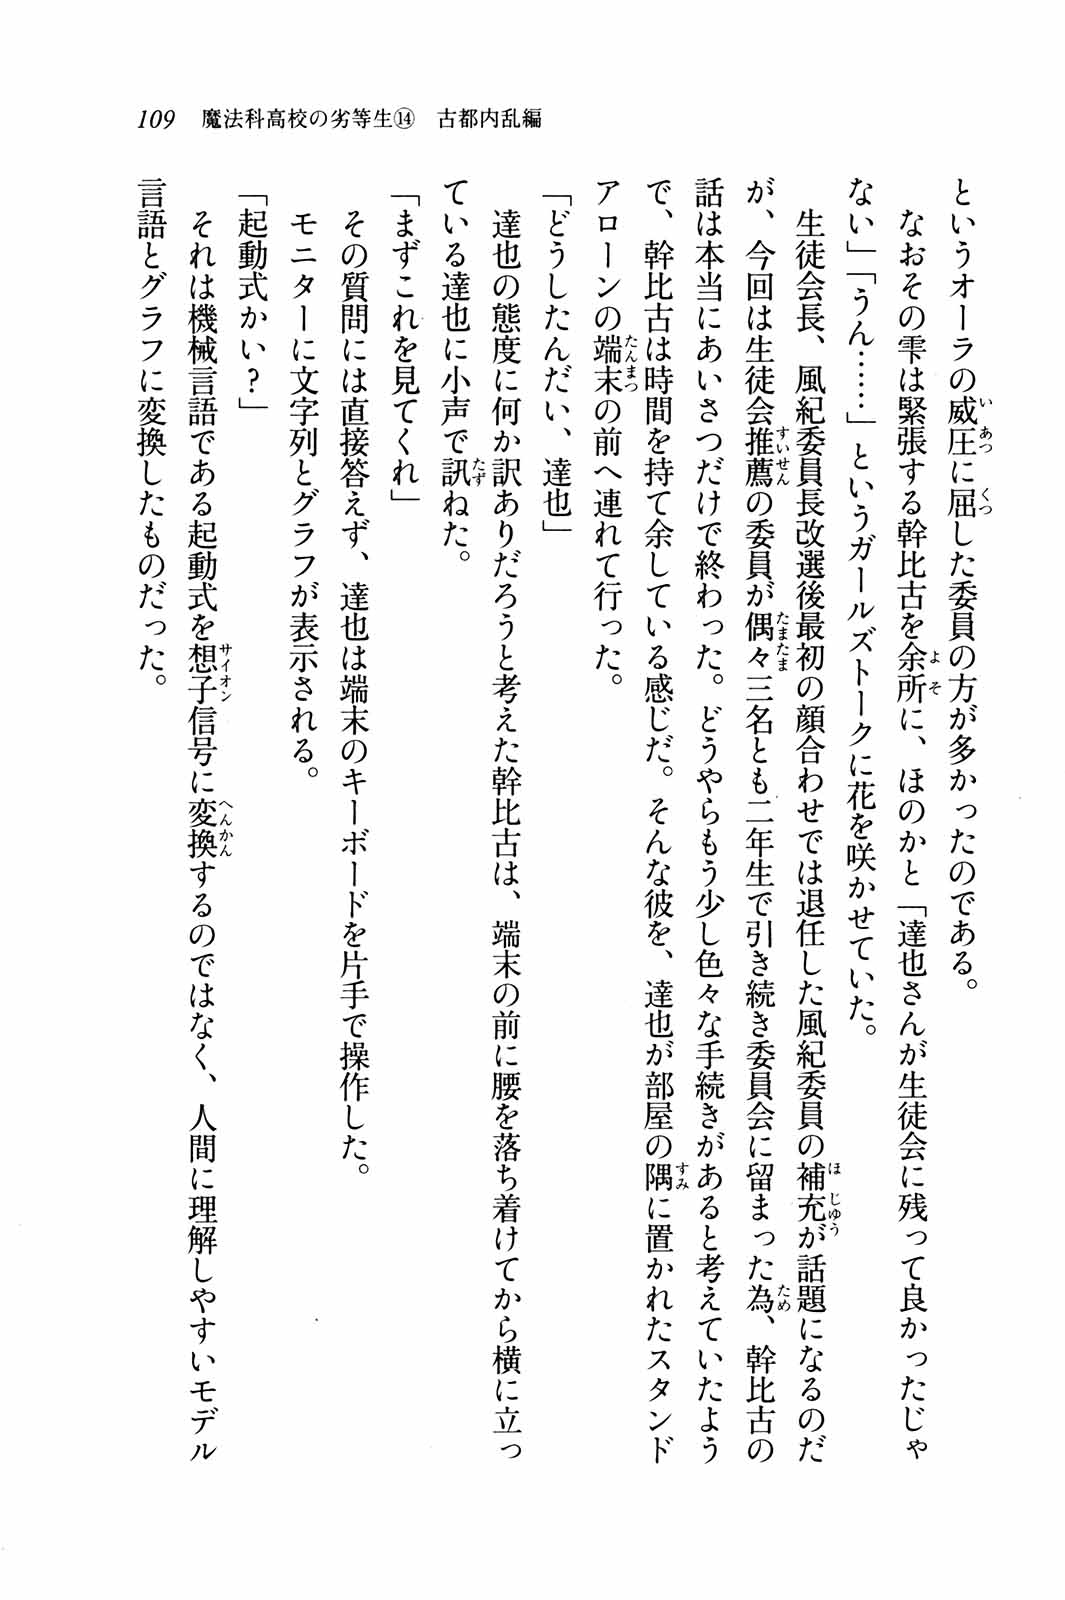 109　魔法科高校の劣等生⑭　古都内乱編
というオーラの威圧に屈した委員の方が多かったのである。
　なおその雫は緊張する幹比古を余所に、ほのかと「達也さんが生徒会に残って良かったじゃ
ない」「うん……」というガールズトークに花を咲かせていた。
　生徒会長、風紀委員長改選後最初の顔合わせでは退任した風紀委員の補充が話題になるのだ
が、今回は生徒会推薦の委員が偶々三名とも二年生で引き続き委員会に留まった為、幹比古の
話は本当にあいさつだけで終わった。どうやらもう少し色々な手続きがあると考えていたよう
で、幹比古は時間を持て余している感じだ。そんな彼を、達也が部屋の隅に置かれたスタンド
アローンの端末の前へ連れて行った。
「どうしたんだい、達也」
　達也の態度に何か訳ありだろうと考えた幹比古は、端末の前に腰を落ち着けてから横に立っ
ている達也に小声で訊ねた。
「まずこれを見てくれ」
　その質問には直接答えず、達也は端末のキーボードを片手で操作した。
　モニターに文字列とグラフが表示される。
「起動式かい？」
　それは機械言語である起動式を想子信号に変換するのではなく、人間に理解しやすいモデル
言語とグラフに変換したものだった。